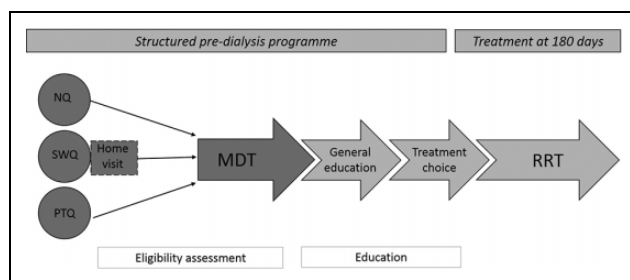 Structured pre-dialysis programme
Treatment at 180 days
NQ
SWQ
Home
visit
PTQ
MDT
General
education
Treatment
choice
RRT
Eligibility assessment
Education